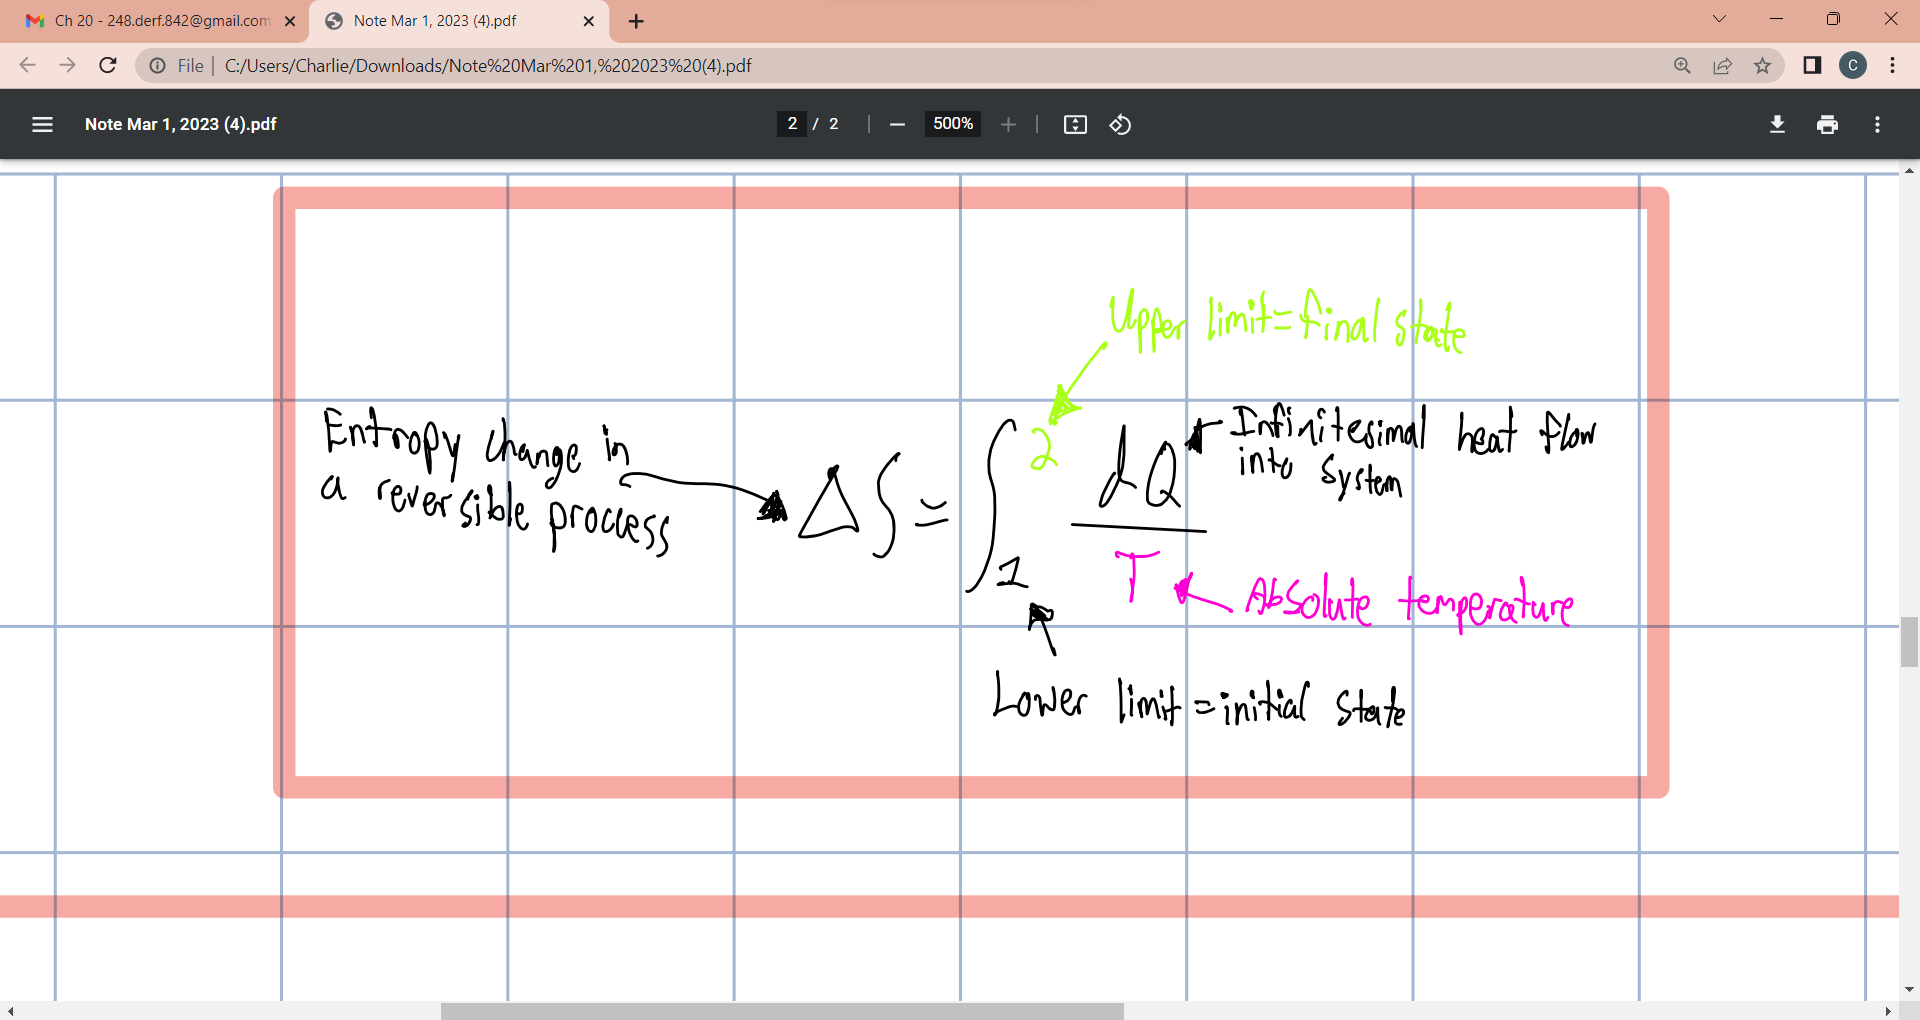 Ch 20 - 248.derf.842@gmail.com
Note Mar 1, 2023 (4).pdf
File | C:/Users/Charlie/Downloads/Note%20Mar%201,%202023%20(4).pdf
C
Note Mar 1, 2023 (4).pdf
2 / 2
500%
Upper limit=final state
Entropy change in
a reversible process
ΔS = ∫₁² dQ/T
Infinitesimal heat flow
into system
Absolute temperature
Lower limit=initial state